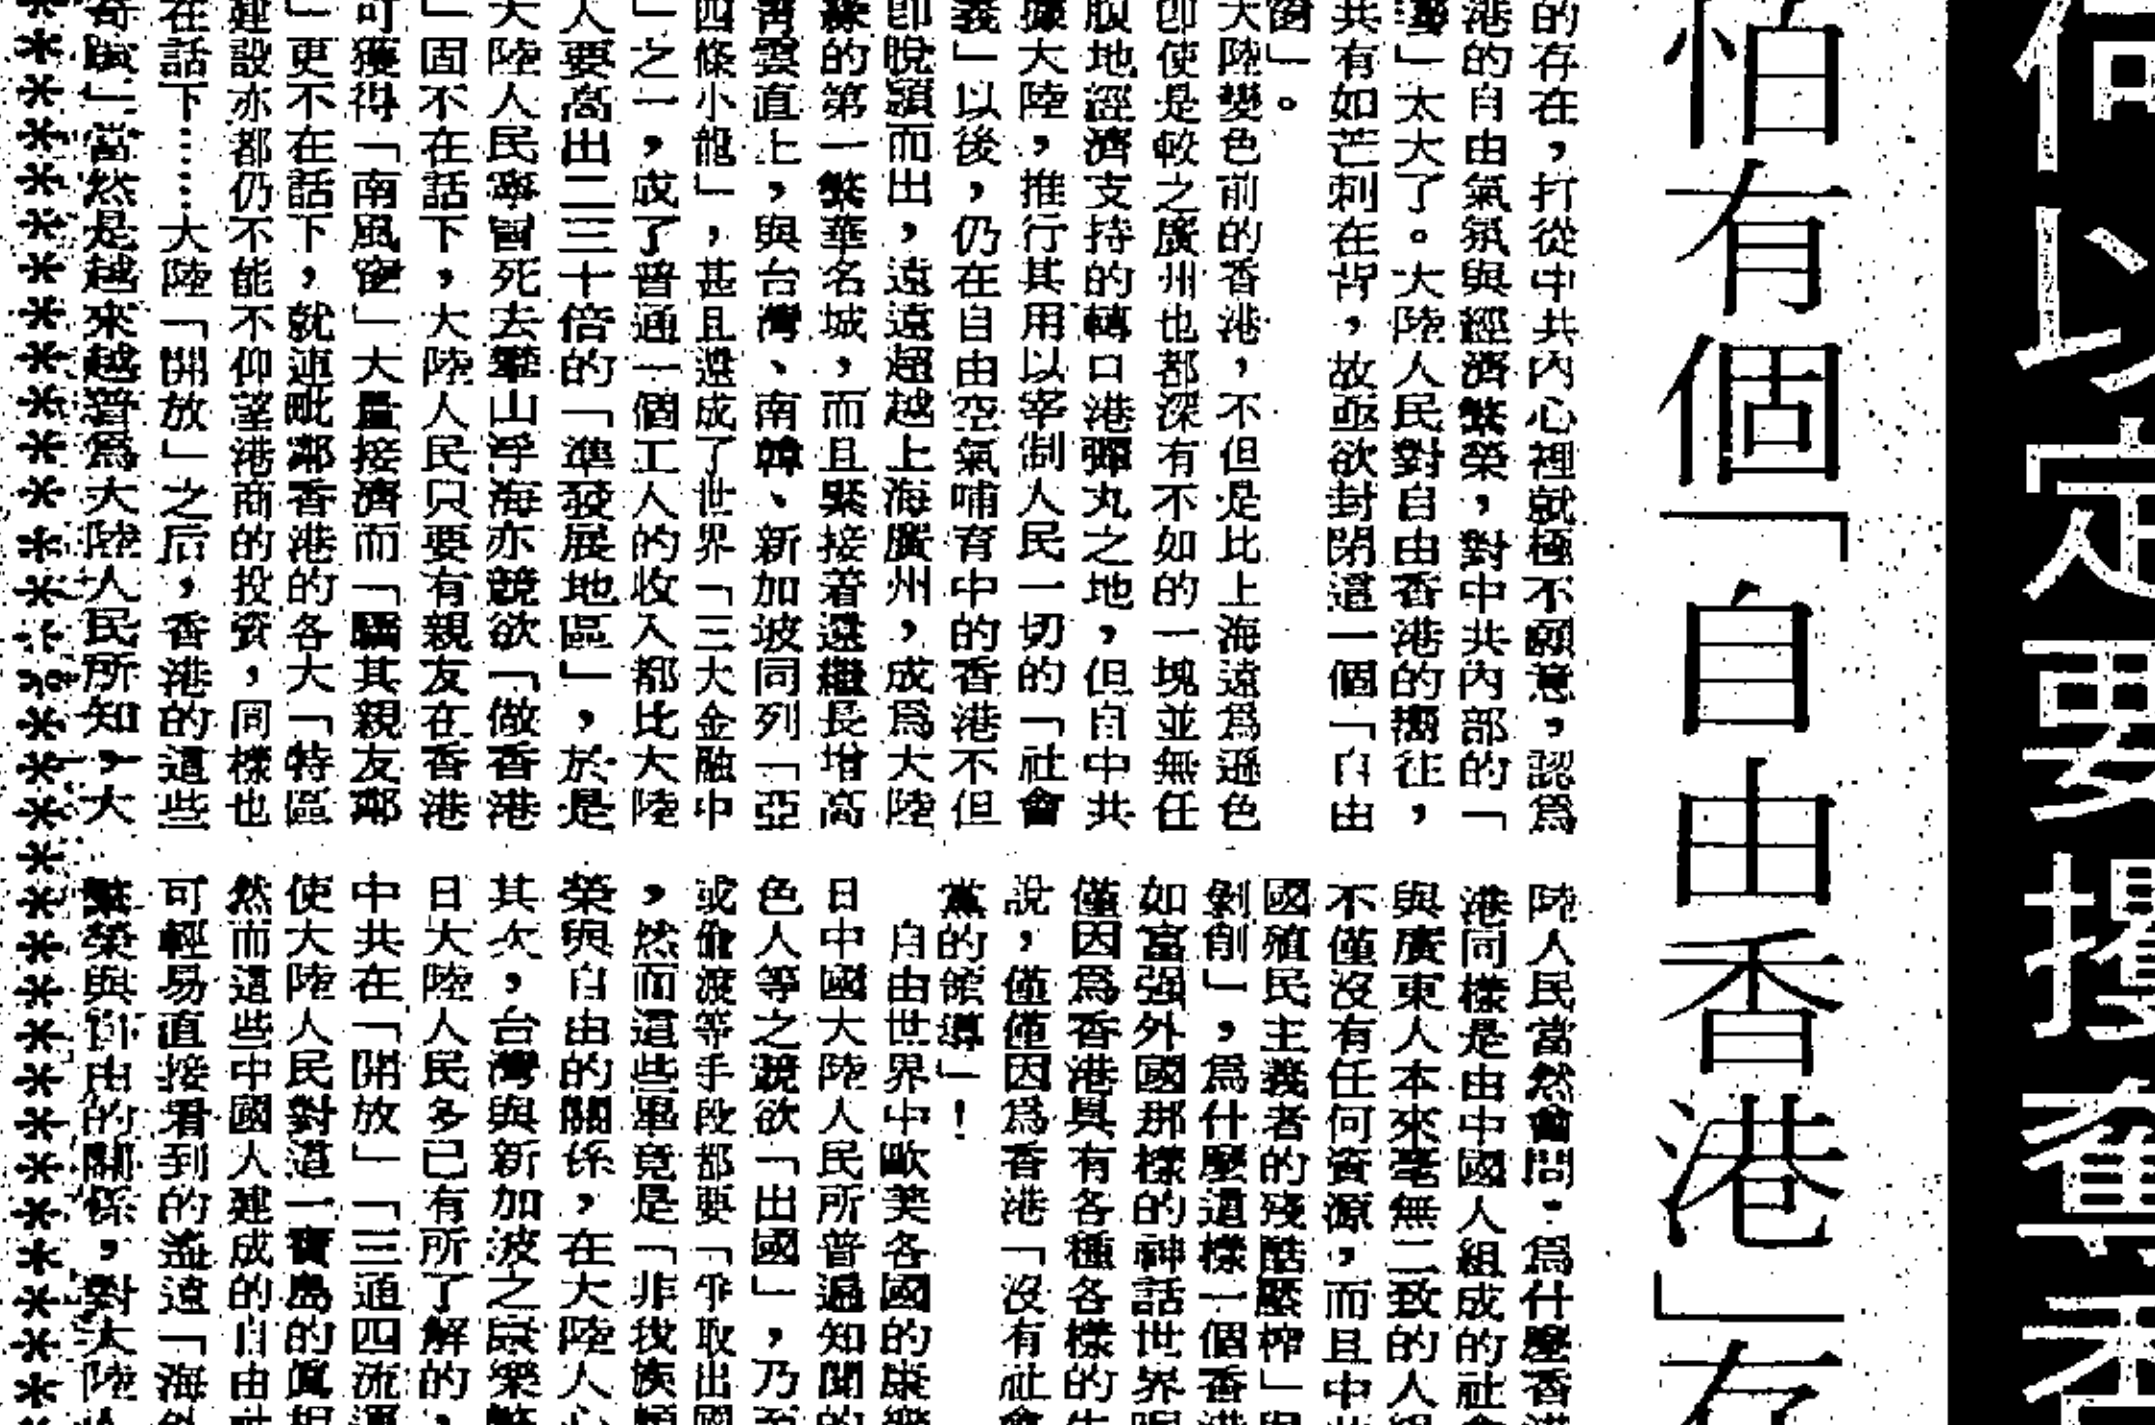 何以定要摧
怕有個「自由香港」存
的存在，打從中共內心裡就極不願意，認爲
港的自由氣氛與經濟繁榮，對中共內部的「
」太大了。大陸人民對自由香港的嚮往，
共有如芒刺在背，故亟欲封閉這一個「自由
窗」。
大陸變色前的香港，不但是比上海遠爲遜色
即使是較之廣州也都深有不如的一塊並無任
腹地經濟支持的轉口港彈丸之地，但自中共
據大陸，推行其用以宰制人民一切的「社會
義」以後，仍在自由空氣哺育中的香港不但
即脫穎而出，遠遠超越上海廣州，成爲大陸
的第一繁華名城，而且緊接着還繼長增高
青雲直上，與台灣、南韓、新加坡同列「亞
四條小龍」，甚且還成了世界「三大金融中
」之一，成了普通一個工人的收入都比大陸
人要高出二三十倍的「準發展地區」，於是
大陸人民寧冒死去攀山浮海亦競欲「做香港
」固不在話下，大陸人民只要有親友在香港
可獲得「南風窗」大量接濟而「驕其親友鄰
」更不在話下，就連毗鄰香港的各大「特區
建設亦都仍不能不仰望港商的投資，同樣也
在話下……大陸「開放」之后，香港的這些
奇蹟」當然是越來越普爲大陸人民所知，大
陸人民當然會問．爲什麼香港
港同樣是由中國人組成的社
與廣東人本來毫無二致的人
不僅沒有任何資源，而且中
國殖民主義者的殘酷壓榨」與
剝削」，爲什麼這樣一個香港
如富强外國那樣的神話世界
僅因爲香港具有各種各樣的
說，僅僅因爲香港「沒有社會
黨的領導」！
自由世界中歐美各國的康樂
日中國大陸人民所普遍知聞的
色人等之競欲「出國」，乃至
或偷渡等手段都要「爭取出國
，然而這些畢竟是「非我族類
榮與自由的關係，在大陸人心
其次，台灣與新加波之康樂繁
日大陸人民多已有所了解的，
中共在「開放」「三通四流
使大陸人民對這一寶島的眞相
然而這些中國人建成的自由社
可輕易直接看到的遙遠「海外
繁榮與自由的關係，對大陸人